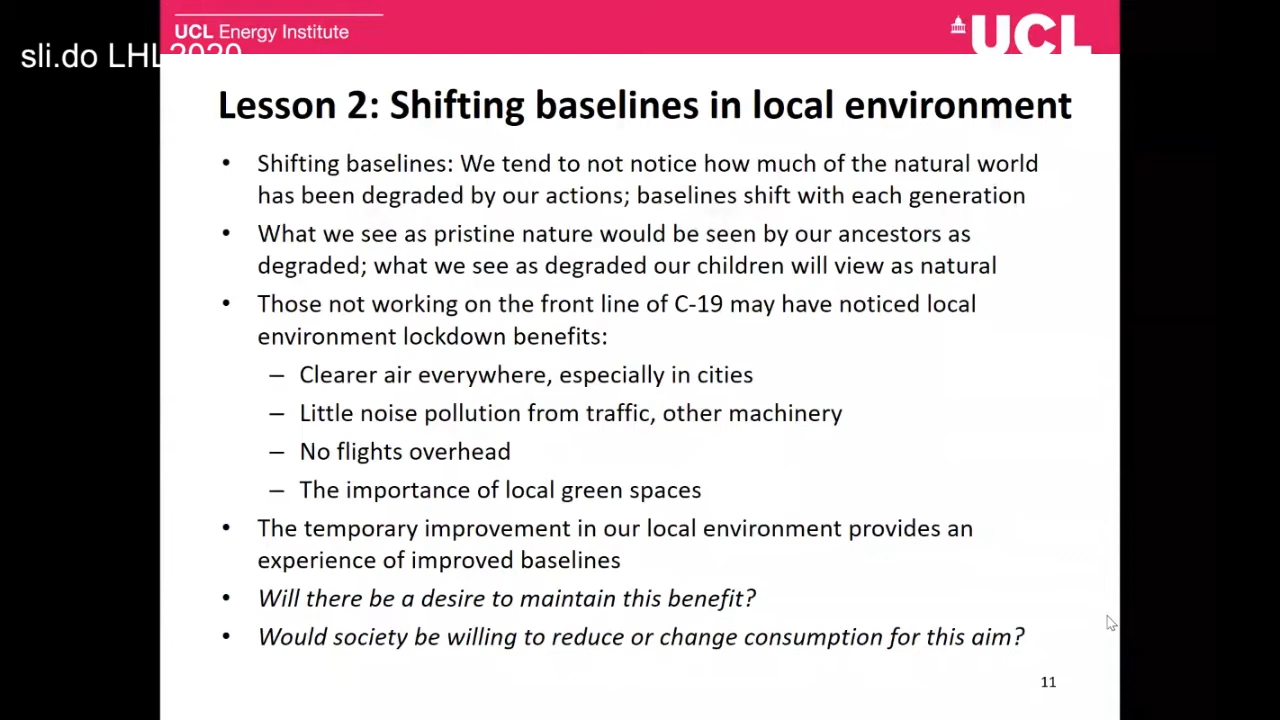 UCL Energy Institute
UCL
sli.do LHL 2020
Lesson 2: Shifting baselines in local environment
• Shifting baselines: We tend to not notice how much of the natural world
has been degraded by our actions; baselines shift with each generation
• What we see as pristine nature would be seen by our ancestors as
degraded; what we see as degraded our children will view as natural
• Those not working on the front line of C-19 may have noticed local
environment lockdown benefits:
– Clearer air everywhere, especially in cities
– Little noise pollution from traffic, other machinery
– No flights overhead
– The importance of local green spaces
• The temporary improvement in our local environment provides an
experience of improved baselines
• Will there be a desire to maintain this benefit?
• Would society be willing to reduce or change consumption for this aim?
11